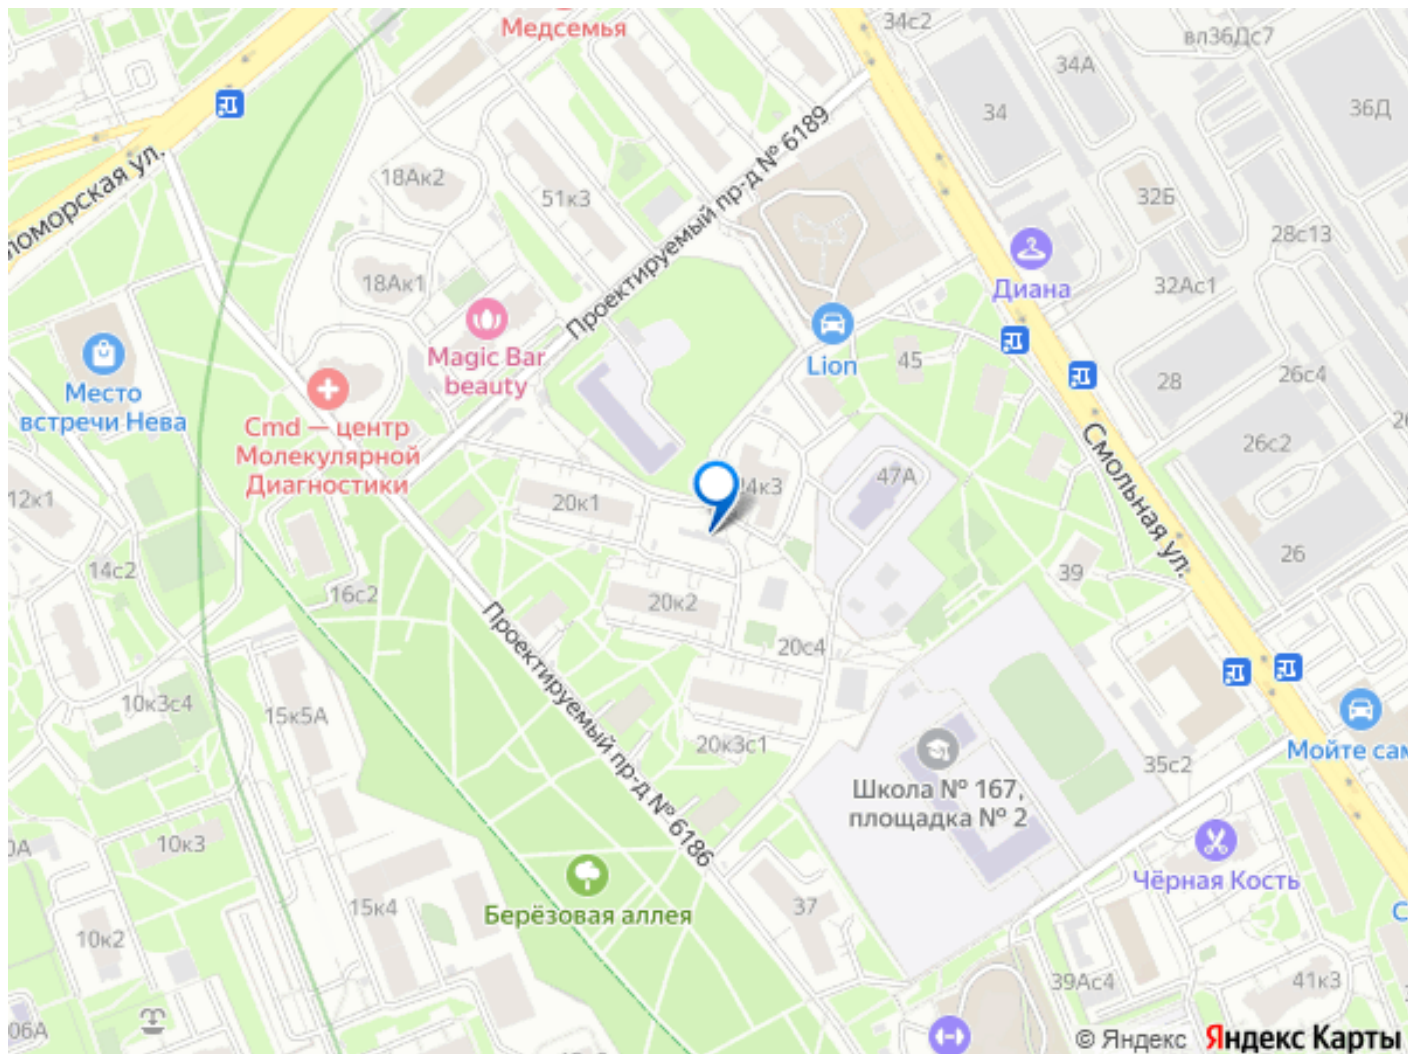 Медсемья
34с2
вл36Дс7
34А
34
36Д
Проектируемый пр-д № 6189
18Ак2
51к3
32Б
28с13
ломорская ул.
18Ак1
Диана
32Ас1
Magic Bar
beauty
Lion
45
28
26с4
Место
встречи Нева
Cmd — центр
Молекулярной
Диагностики
26с2
Смольная ул.
12к1
20к1
4к3
47А
26
14с2
16с2
20к2
39
20с4
Проектируемый пр-д № 6186
10к3с4
15к5А
20к3с1
35с2
Мойте сам
Школа № 167,
площадка № 2
10к3
Чёрная Кость
15к4
Берёзовая аллея
37
10к2
39Ас4
41к3
06А
© Яндекс Яндекс Карты